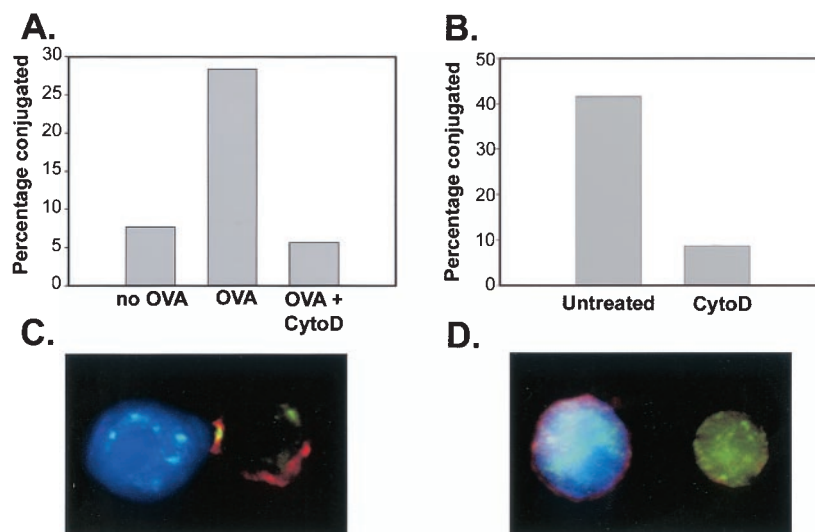 A.
Percentage conjugated
30
25
20
15
10
5
0
no OVA
OVA
OVA +
CytoD
B.
Percentage conjugated
50
40
30
20
10
0
Untreated
CytoD
C.
D.